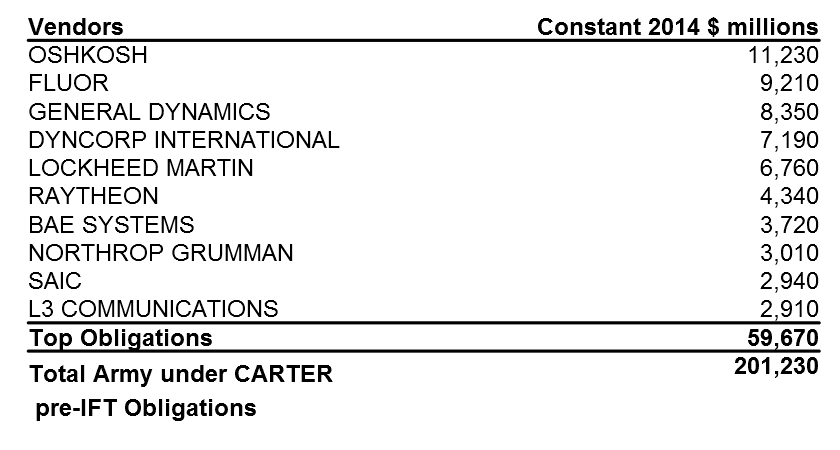 Vendors Constant 2014 $ millions
OSHKOSH 11,230
FLUOR 9,210
GENERAL DYNAMICS 8,350
DYNCORP INTERNATIONAL 7,190
LOCKHEED MARTIN 6,760
RAYTHEON 4,340
BAE SYSTEMS 3,720
NORTHROP GRUMMAN 3,010
SAIC 2,940
L3 COMMUNICATIONS 2,910
Top Obligations 59,670
Total Army under CARTER 201,230
pre-IFT Obligations